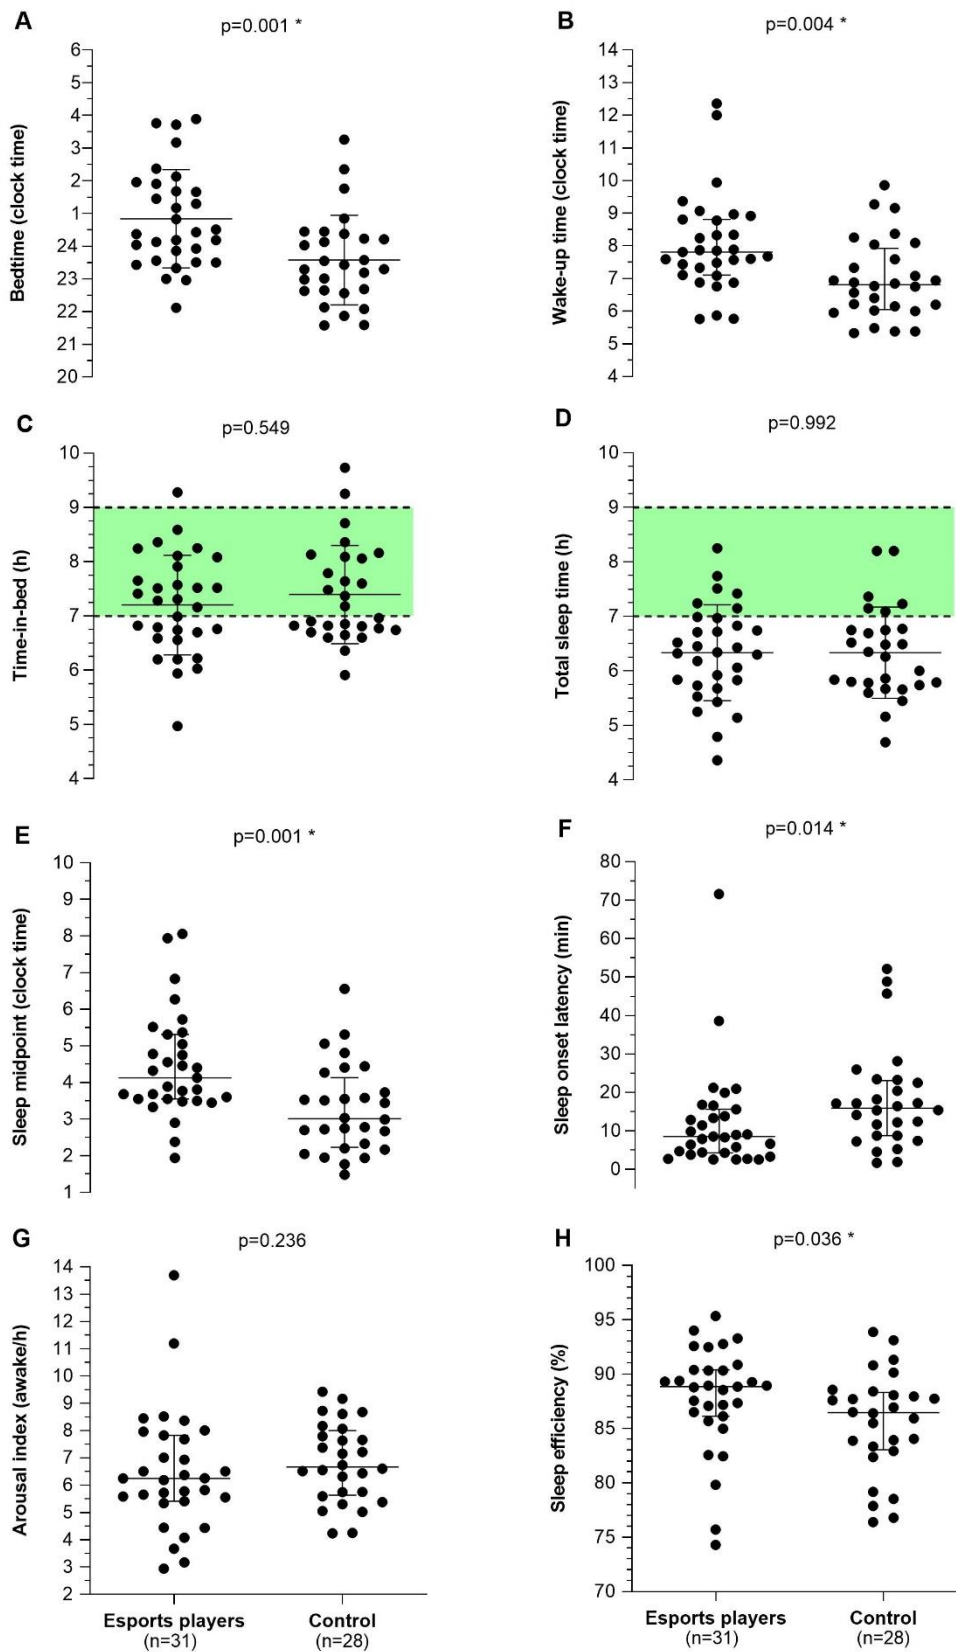 A
p=0.001 *
Bedtime (clock time)
6
5
4
3
2
1
24
23
22
21
20
B
p=0.004 *
Wake-up time (clock time)
14
13
12
11
10
9
8
7
6
5
4
C
p=0.549
Time-in-bed (h)
10
9
8
7
6
5
4
D
p=0.992
Total sleep time (h)
10
9
8
7
6
5
4
E
p=0.001 *
Sleep midpoint (clock time)
10
9
8
7
6
5
4
3
2
1
F
p=0.014 *
Sleep onset latency (min)
80
70
60
50
40
30
20
10
0
G
p=0.236
Arousal index (awake/h)
14
13
12
11
10
9
8
7
6
5
4
3
2
Esports players
(n=31)
Control
(n=28)
H
p=0.036 *
Sleep efficiency (%)
100
95
90
85
80
75
70
Esports players
(n=31)
Control
(n=28)